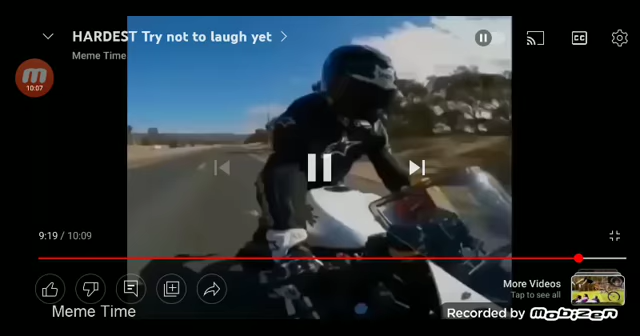 HARDEST Try not to laugh yet
Meme Time
CC
m
10:07
9:19 / 10:09
More Videos
Tap to see all
Meme Time
Recorded by mobizen